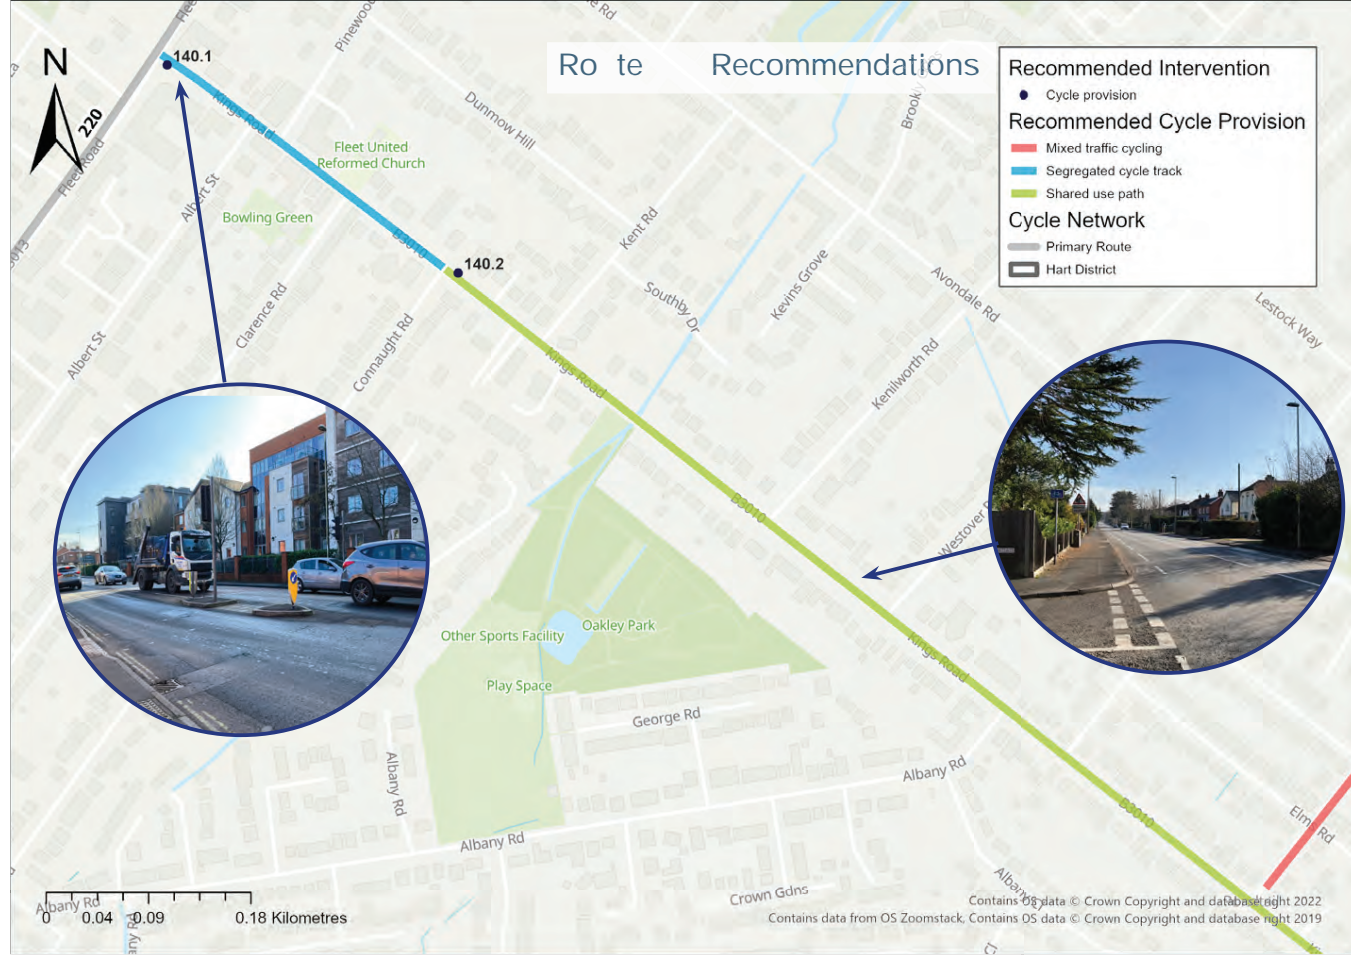 Ro te Recommendations
N
140.1
220
140.2
Recommended Intervention
Cycle provision
Recommended Cycle Provision
Mixed traffic cycling
Segregated cycle track
Shared use path
Cycle Network
Primary Route
Hart District
Fleet Road
Kings Road
Dunmow Hill
Fleet United
Reformed Church
Albert St
Bowling Green
B3010
Kent Rd
Southby Dr
Kevins Grove
Avondale Rd
Lestock Way
Clarence Rd
Albert St
Connaught Rd
Kings Road
Kenilworth Rd
B3010
Other Sports Facility
Oakley Park
Play Space
Kings Road
George Rd
Albany Rd
Albany Rd
Albany Rd
B3010
Elms Rd
Crown Gdns
Albany Rd
0 0.04 0.09 0.18 Kilometres
Contains OS data © Crown Copyright and database right 2022
Contains data from OS Zoomstack, Contains OS data © Crown Copyright and database right 2019